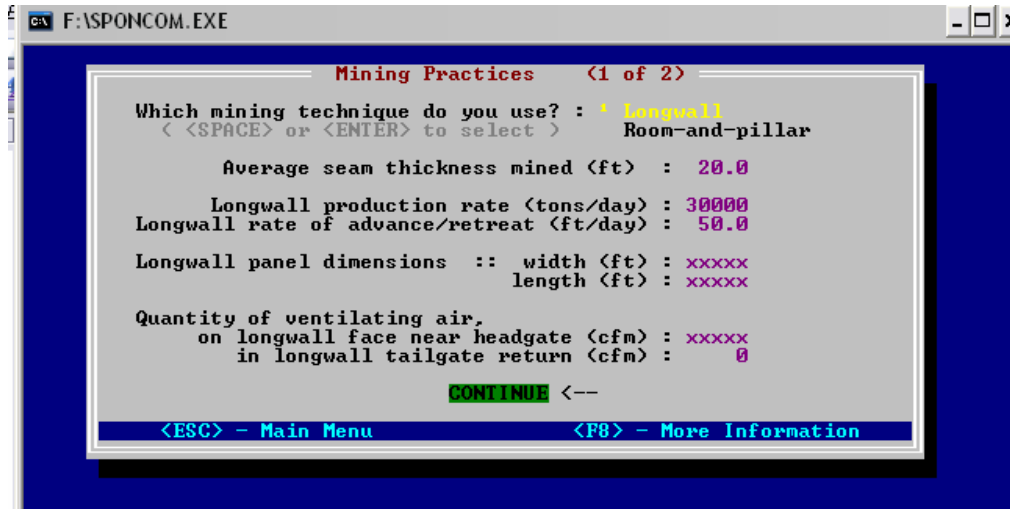 F:\SPONCOM.EXE
Mining Practices (1 of 2)
Which mining technique do you use? : ¹ Longwall
( <SPACE> or <ENTER> to select ) Room-and-pillar
Average seam thickness mined (ft) : 20.0
Longwall production rate (tons/day) : 30000
Longwall rate of advance/retreat (ft/day) : 50.0
Longwall panel dimensions :: width (ft) : xxxxx
length (ft) : xxxxx
Quantity of ventilating air,
on longwall face near headgate (cfm) : xxxxx
in longwall tailgate return (cfm) : 0
CONTINUE <--
<ESC> - Main Menu <F8> - More Information